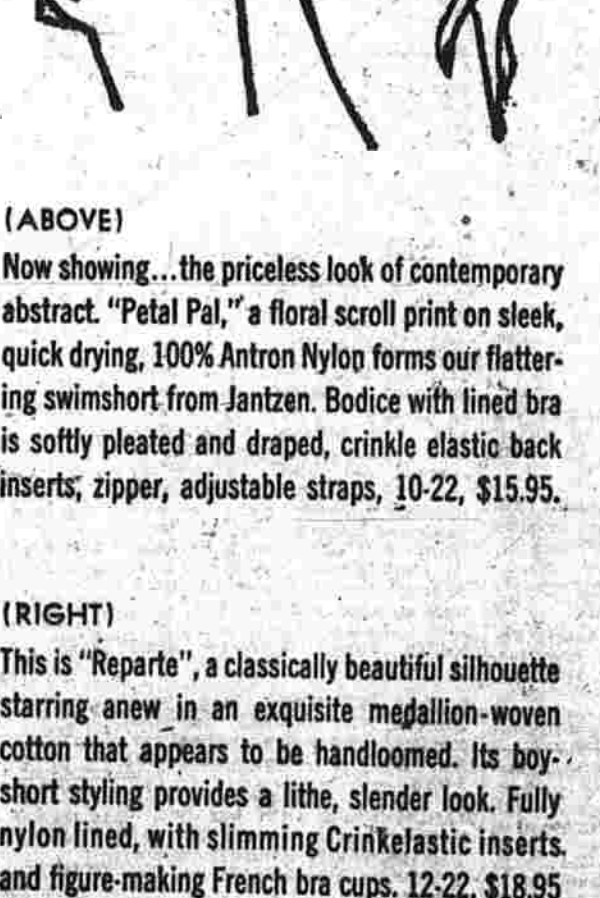 (ABOVE)
Now showing...the priceless look of contemporary
abstract. "Petal Pal," a floral scroll print on sleek,
quick drying, 100% Antron Nylon forms our flatter-
ing swimshort from Jantzen. Bodice with lined bra
is softly pleated and draped, crinkle elastic back
inserts, zipper, adjustable straps, 10-22, $15.95.
(RIGHT)
This is "Reparte", a classically beautiful silhouette
starring anew in an exquisite medallion-woven
cotton that appears to be handloomed. Its boy-
short styling provides a lithe, slender look. Fully
nylon lined, with slimming Crinkelastic inserts.
and figure-making French bra cups. 12-22, $18.95